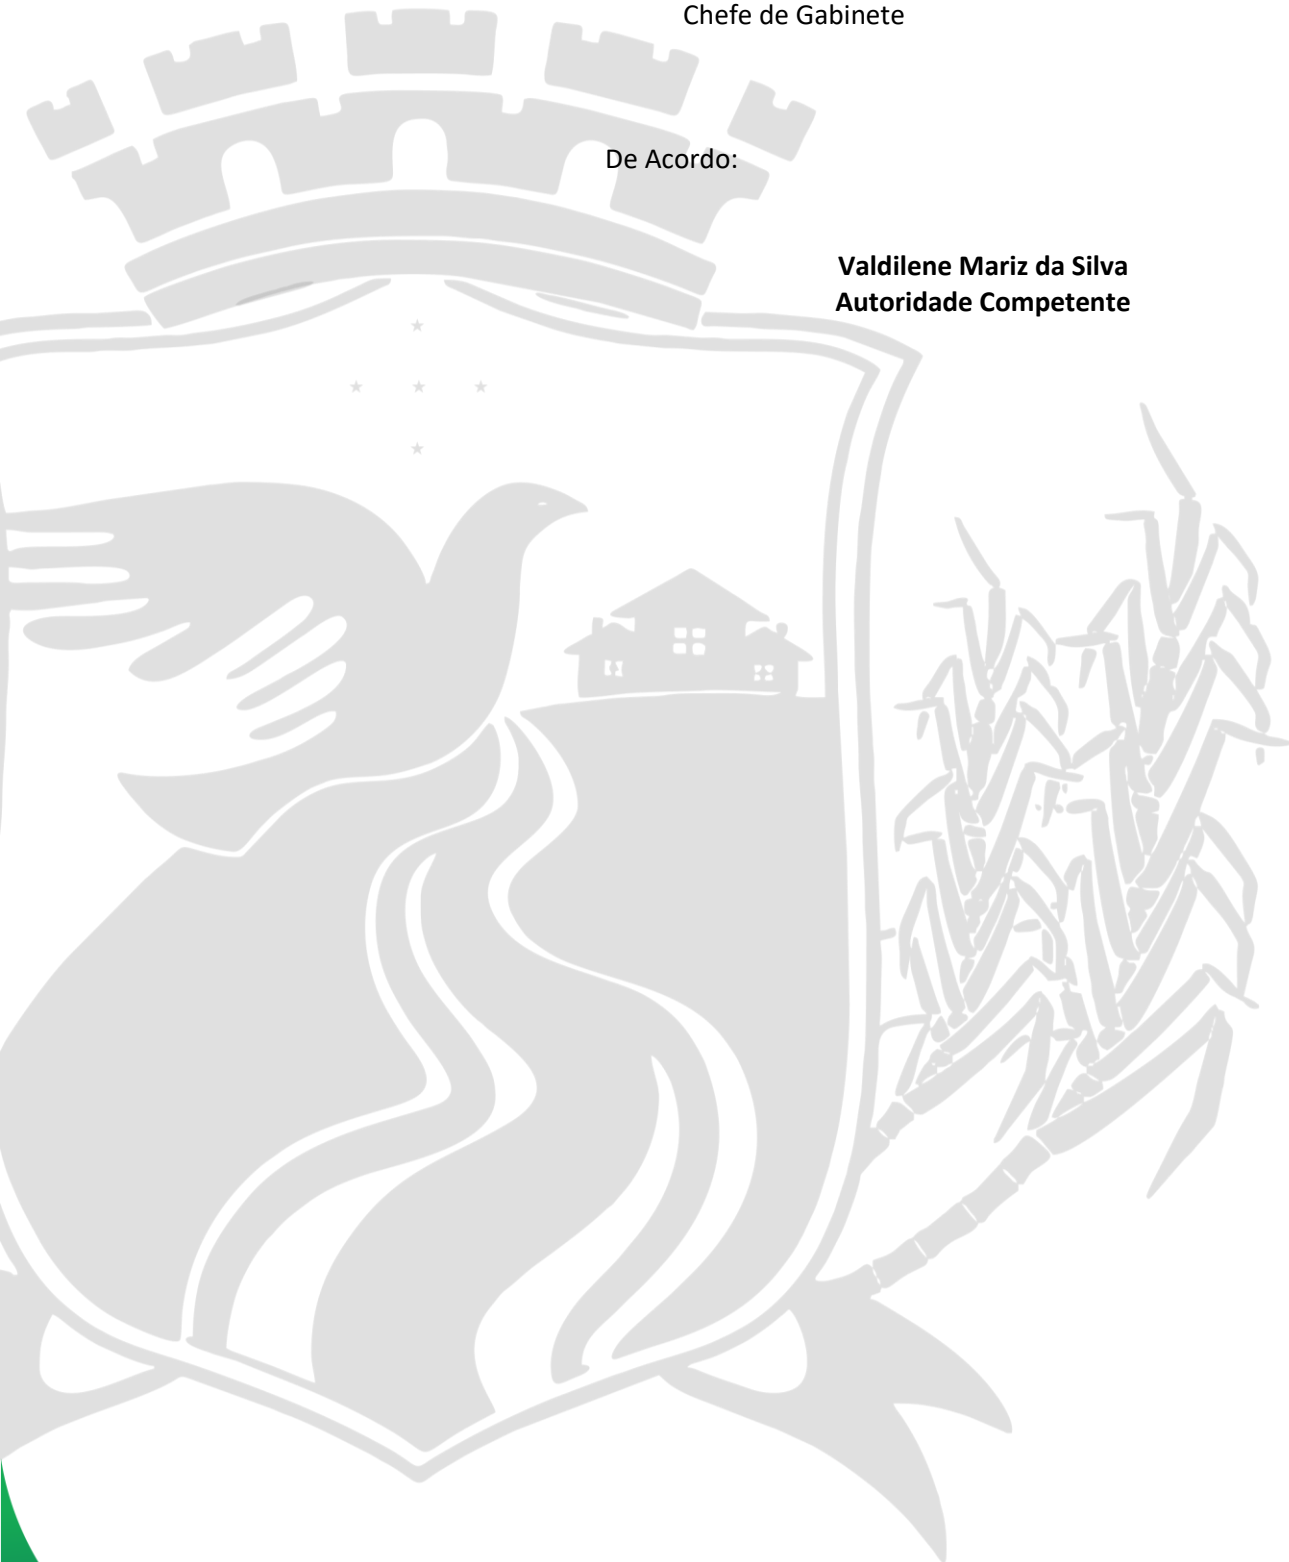 Chefe de Gabinete
De Acordo:
Valdilene Mariz da Silva
Autoridade Competente